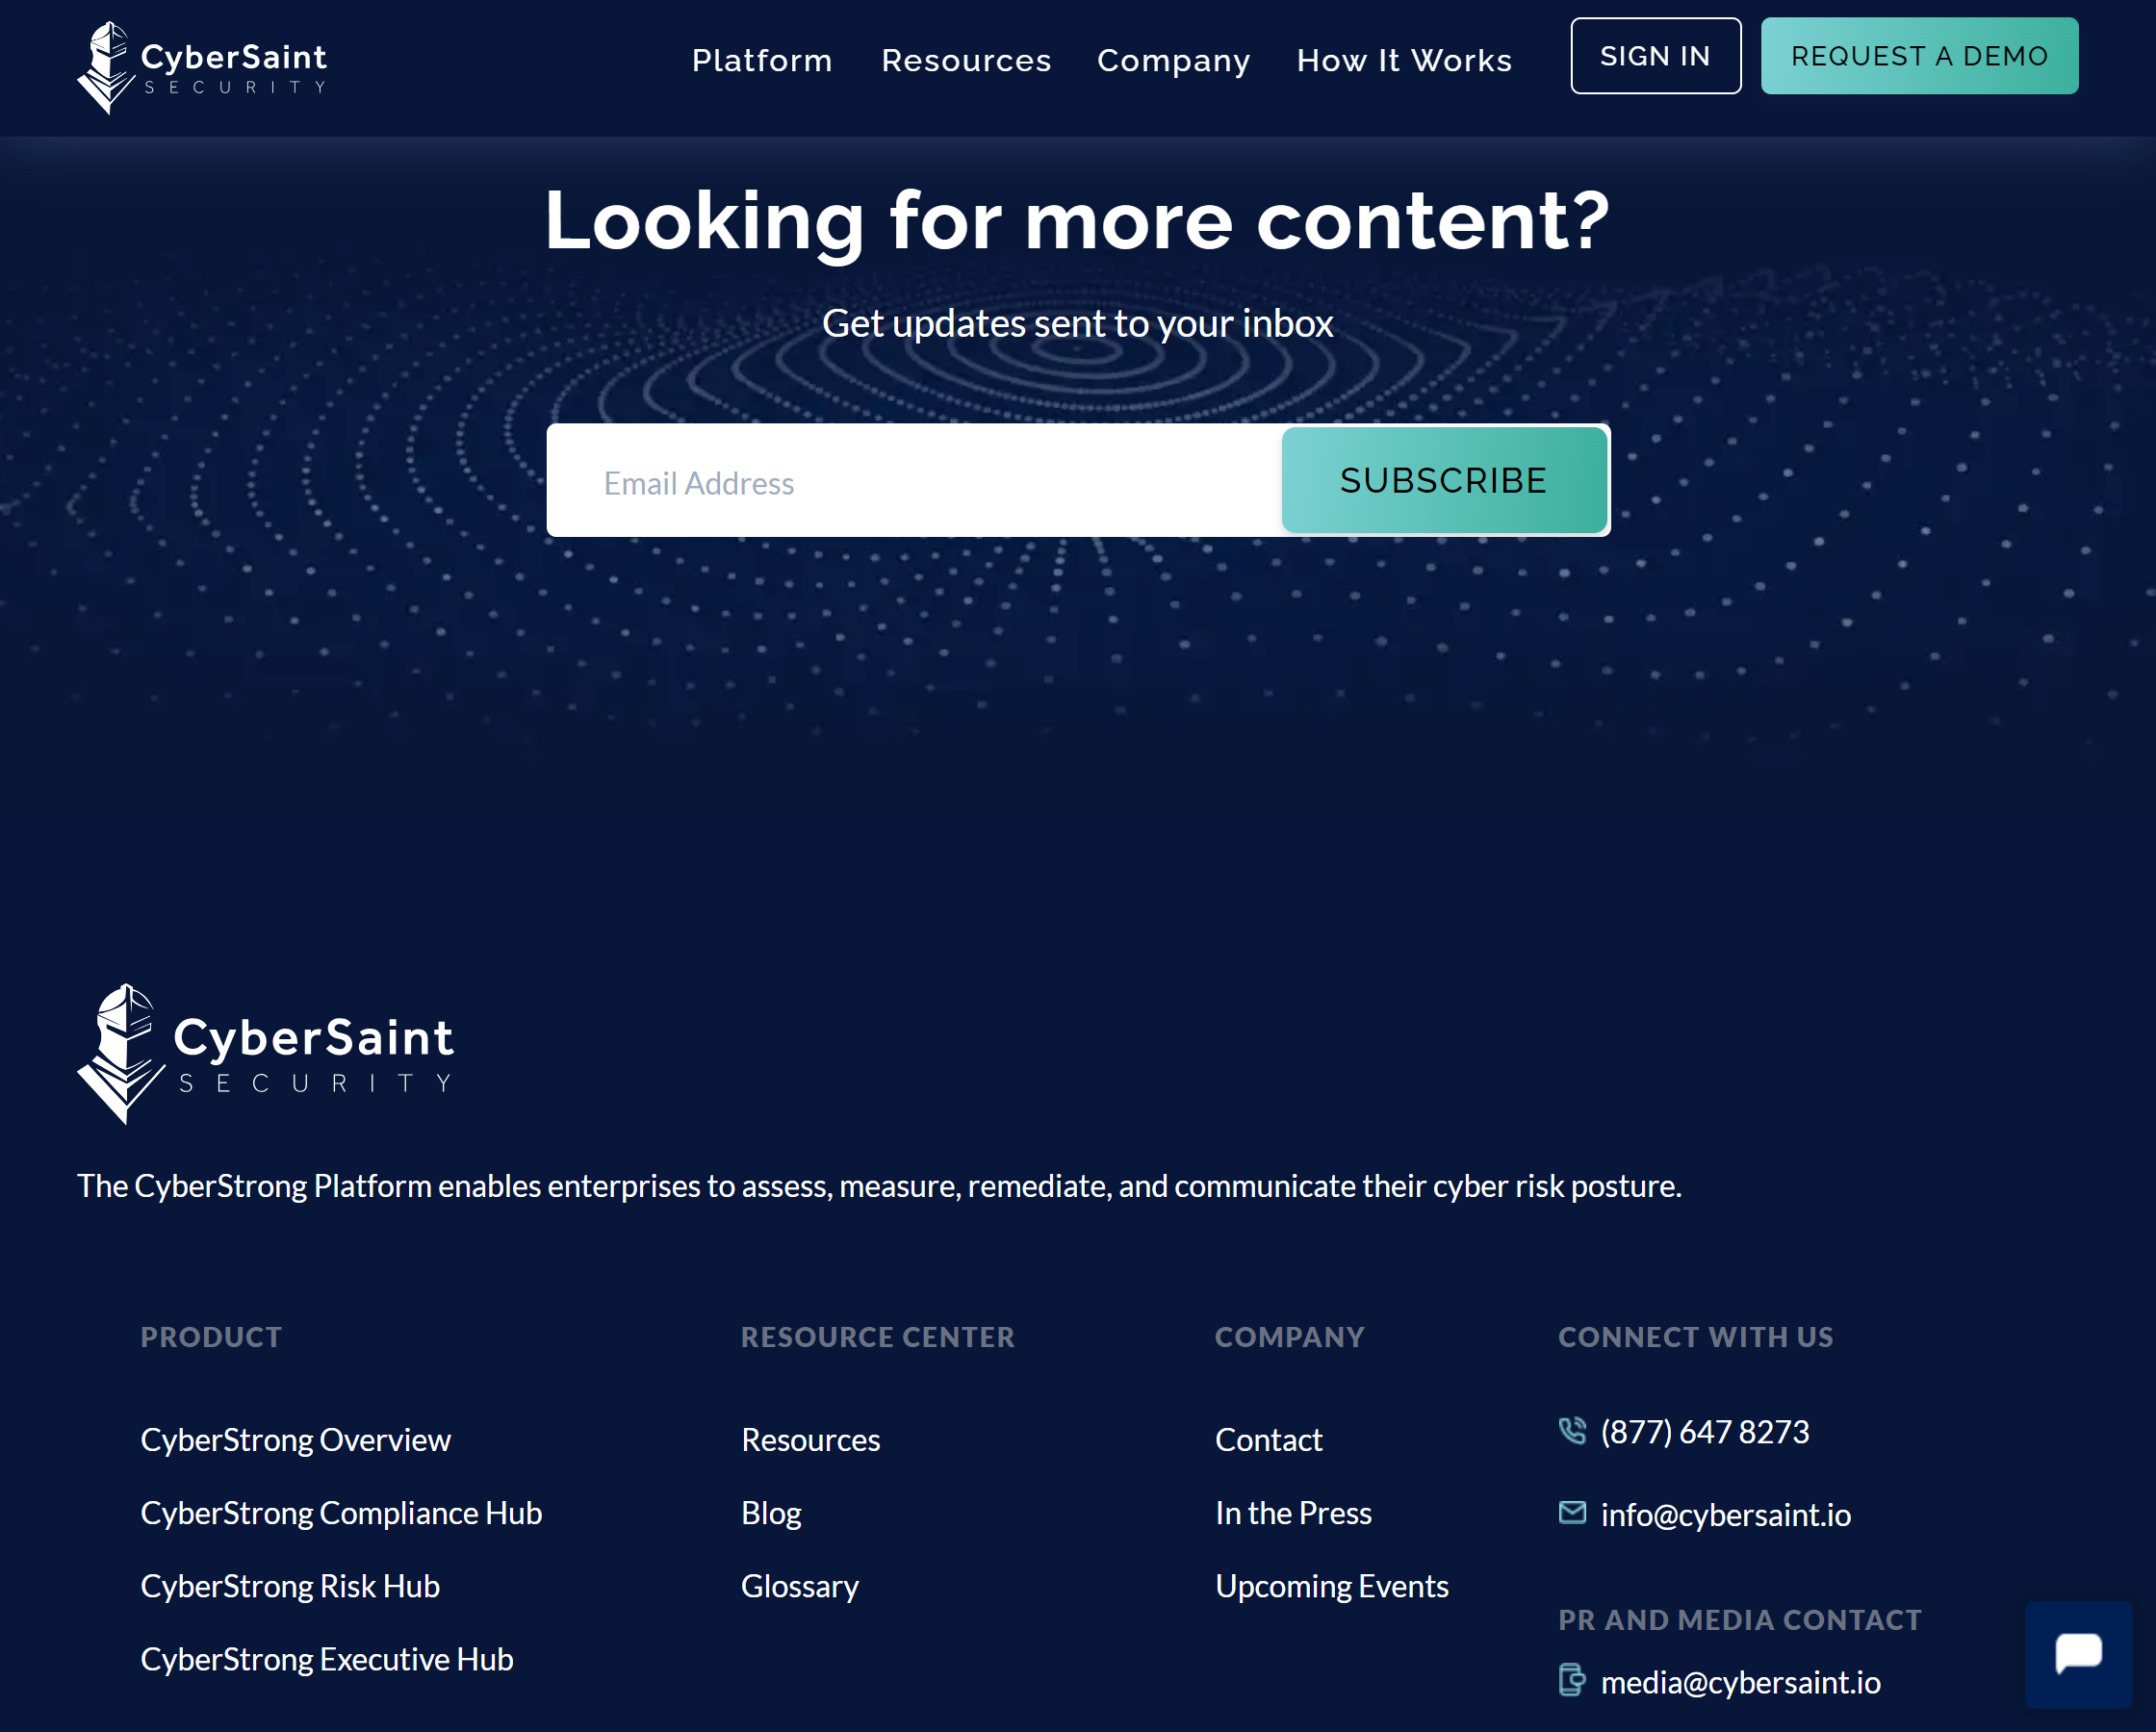 CyberSaint
SECURITY
Platform
Resources
Company
How It Works
SIGN IN
REQUEST A DEMO
Looking for more content?
Get updates sent to your inbox
Email Address
SUBSCRIBE
CyberSaint
SECURITY
The CyberStrong Platform enables enterprises to assess, measure, remediate, and communicate their cyber risk posture.
PRODUCT
CyberStrong Overview
CyberStrong Compliance Hub
CyberStrong Risk Hub
CyberStrong Executive Hub
RESOURCE CENTER
Resources
Blog
Glossary
COMPANY
Contact
In the Press
Upcoming Events
CONNECT WITH US
(877) 647 8273
info@cybersaint.io
PR AND MEDIA CONTACT
media@cybersaint.io